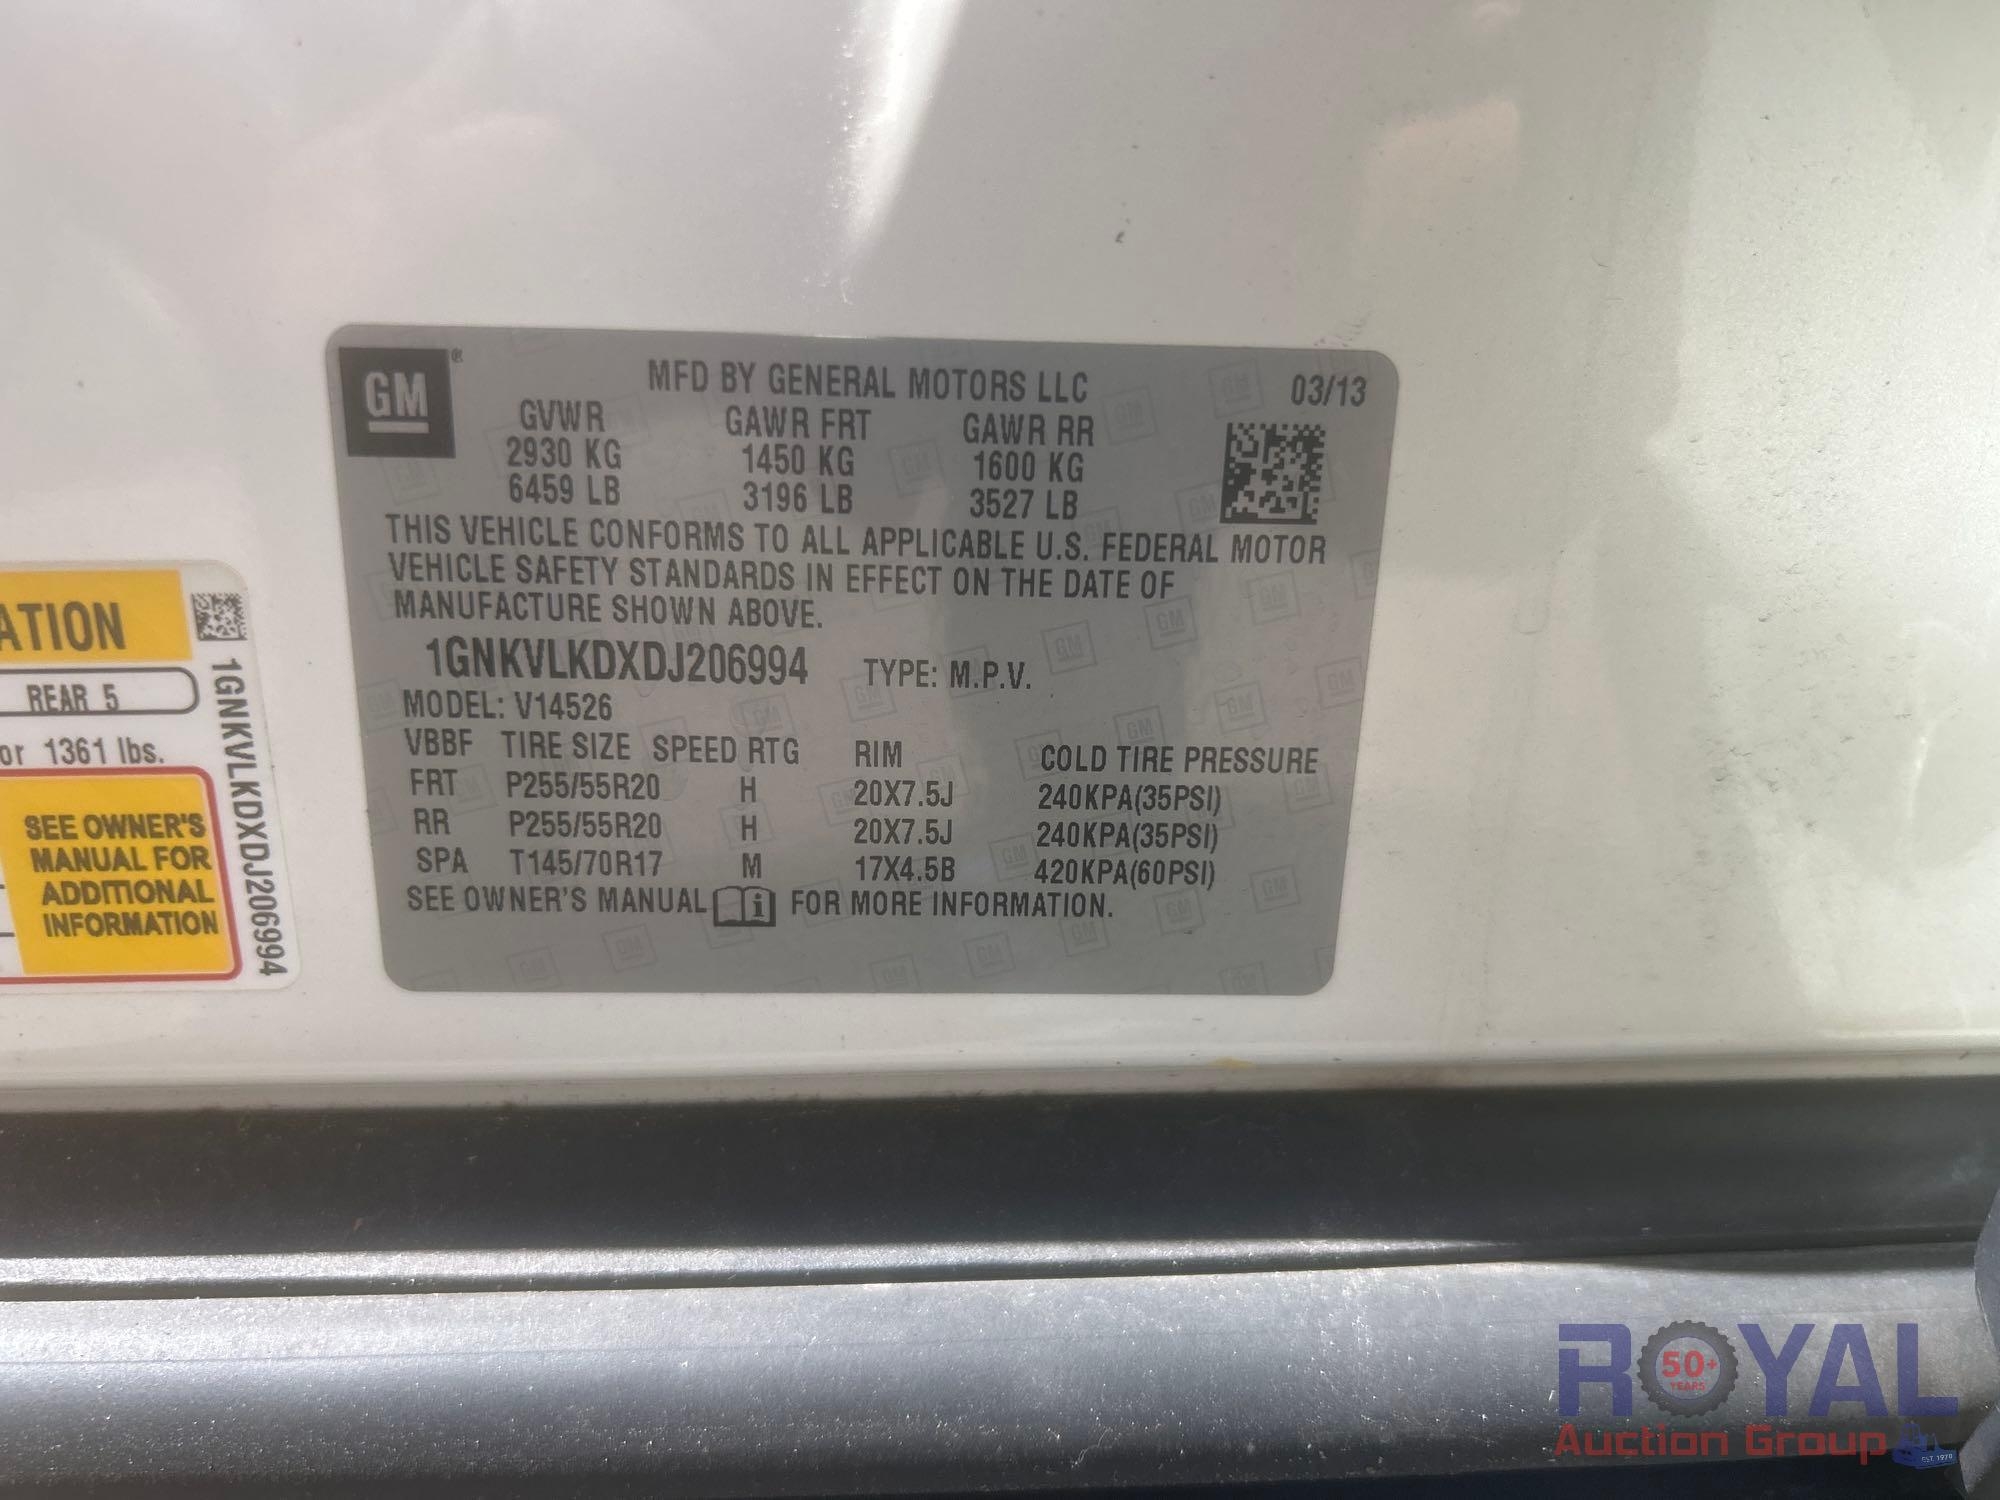 GM
®
MFD BY GENERAL MOTORS LLC 03/13
GVWR GAWR FRT GAWR RR
2930 KG 1450 KG 1600 KG
6459 LB 3196 LB 3527 LB
THIS VEHICLE CONFORMS TO ALL APPLICABLE U.S. FEDERAL MOTOR
VEHICLE SAFETY STANDARDS IN EFFECT ON THE DATE OF
MANUFACTURE SHOWN ABOVE.
1GNKVLKDXDJ206994 TYPE: M.P.V.
MODEL: V14526
VBBF TIRE SIZE SPEED RTG RIM COLD TIRE PRESSURE
FRT P255/55R20 H 20X7.5J 240KPA(35PSI)
RR P255/55R20 H 20X7.5J 240KPA(35PSI)
SPA T145/70R17 M 17X4.5B 420KPA(60PSI)
SEE OWNER'S MANUAL i FOR MORE INFORMATION.
ATION
REAR 5
or 1361 lbs.
SEE OWNER'S
MANUAL FOR
ADDITIONAL
INFORMATION
1GNKVLKDXDJ206994
ROYAL
50+
YEARS
Auction Group
EST. 1970